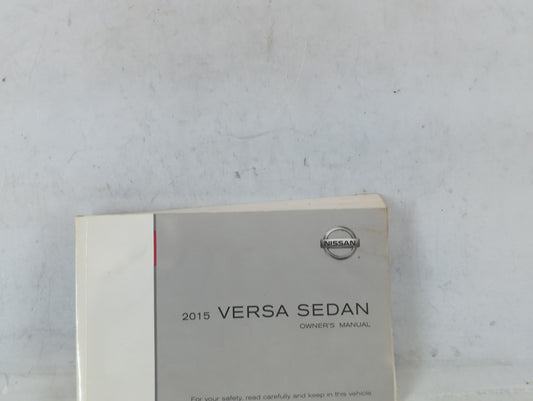 NISSAN
2015 VERSA SEDAN
OWNER'S MANUAL
For your safety, read carefully and keep in this vehicle